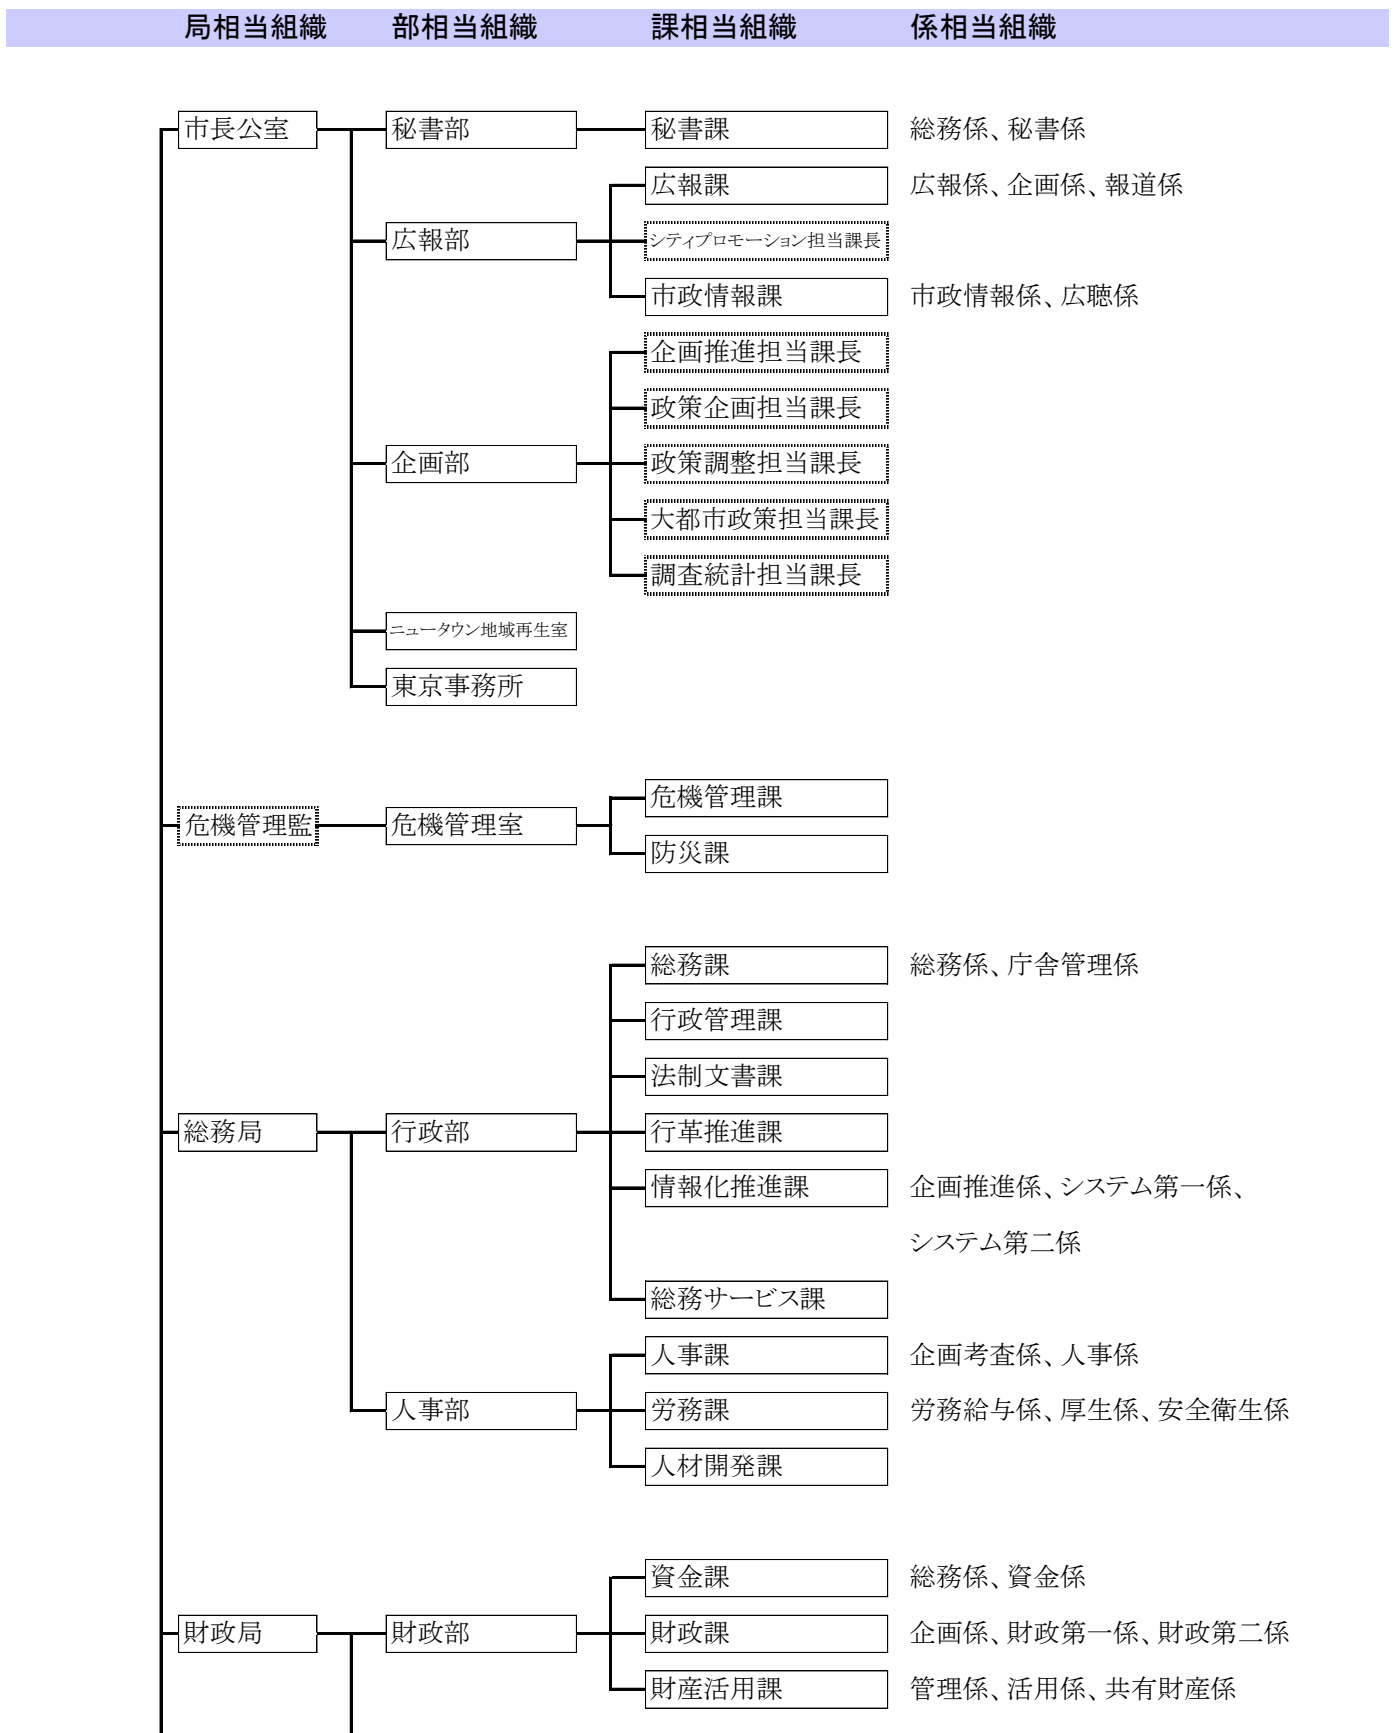 局相当組織 部相当組織 課相当組織 係相当組織
市長公室 秘書部 秘書課 総務係、秘書係
広報課 広報係、企画係、報道係
広報部 シティプロモーション担当課長
市政情報課 市政情報係、広聴係
企画推進担当課長
政策企画担当課長
企画部 政策調整担当課長
大都市政策担当課長
調査統計担当課長
ニュータウン地域再生室
東京事務所
危機管理課
危機管理監 危機管理室
防災課
総務課 総務係、庁舎管理係
行政管理課
法制文書課
総務局 行政部 行革推進課
情報化推進課 企画推進係、システム第一係、
システム第二係
総務サービス課
人事課 企画考査係、人事係
人事部 労務課 労務給与係、厚生係、安全衛生係
人材開発課
資金課 総務係、資金係
財政局 財政部 財政課 企画係、財政第一係、財政第二係
財産活用課 管理係、活用係、共有財産係